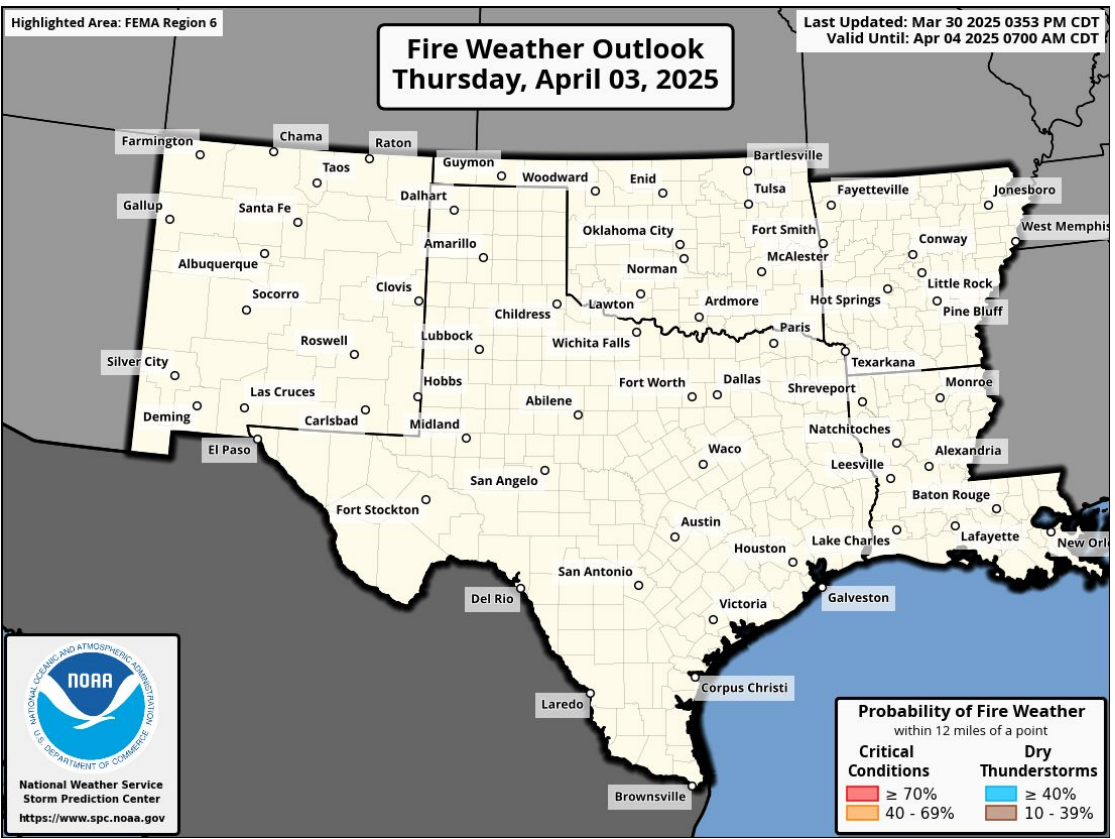 Highlighted Area: FEMA Region 6
Fire Weather Outlook
Thursday, April 03, 2025
Last Updated: Mar 30 2025 0353 PM CDT
Valid Until: Apr 04 2025 0700 AM CDT
Farmington
Chama
Raton
Taos
Guymon
Woodward
Enid
Bartlesville
Tulsa
Fayetteville
Jonesboro
Gallup
Santa Fe
Dalhart
Oklahoma City
Fort Smith
West Memphis
Albuquerque
Amarillo
Norman
McAlester
Conway
Socorro
Clovis
Childress
Lawton
Ardmore
Hot Springs
Little Rock
Pine Bluff
Roswell
Lubbock
Wichita Falls
Paris
Texarkana
Silver City
Las Cruces
Hobbs
Abilene
Fort Worth
Dallas
Shreveport
Monroe
Deming
Carlsbad
Midland
Natchitoches
El Paso
San Angelo
Waco
Leesville
Alexandria
Fort Stockton
Austin
Baton Rouge
Houston
Lake Charles
Lafayette
New Orl
Del Rio
San Antonio
Victoria
Galveston
Laredo
Corpus Christi
Brownsville
NATIONAL OCEANIC AND ATMOSPHERIC ADMINISTRATION
NOAA
U.S. DEPARTMENT OF COMMERCE
National Weather Service
Storm Prediction Center
https://www.spc.noaa.gov
Probability of Fire Weather
within 12 miles of a point
Critical Conditions
≥ 70%
40 - 69%
Dry Thunderstorms
≥ 40%
10 - 39%